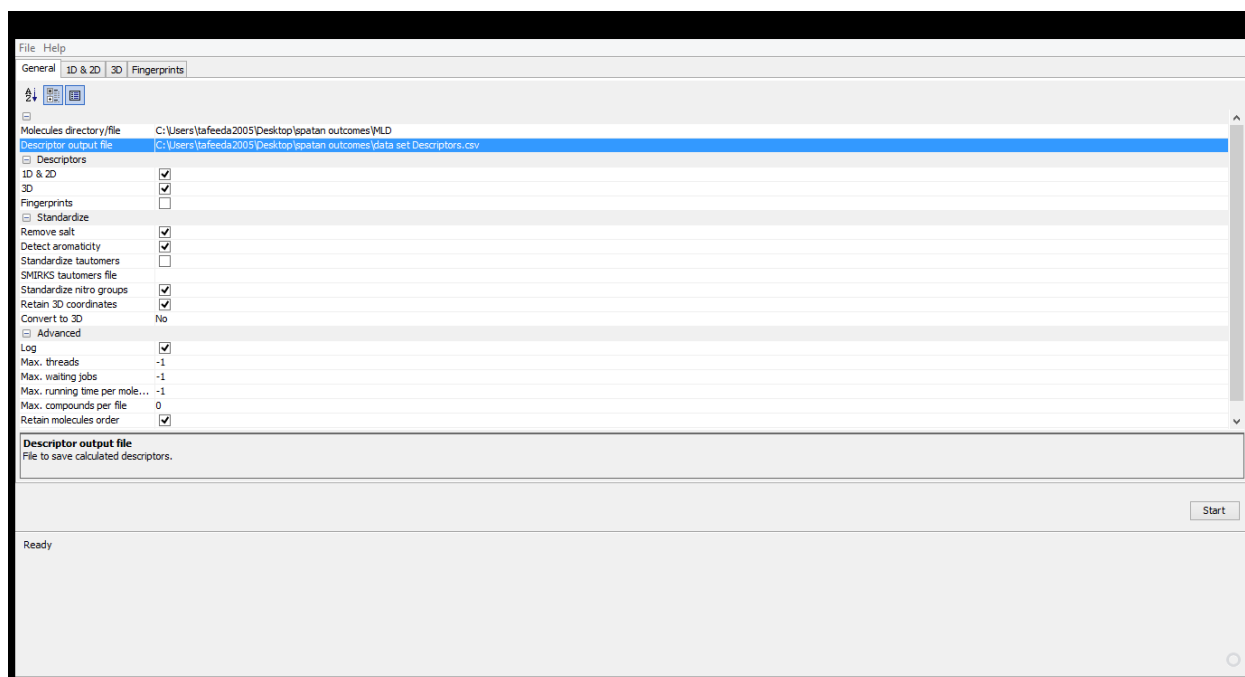 File Help
General 1D & 2D 3D Fingerprints
Molecules directory/file C:\Users\tafeeda2005\Desktop\spatan outcomes\MLD
Descriptor output file C:\Users\tafeeda2005\Desktop\spatan outcomes\data set Descriptors.csv
Descriptors
1D & 2D
3D
Fingerprints
Standardize
Remove salt
Detect aromaticity
Standardize tautomers
SMIRKS tautomers file
Standardize nitro groups
Retain 3D coordinates
Convert to 3D No
Advanced
Log
Max. threads -1
Max. waiting jobs -1
Max. running time per mole... -1
Max. compounds per file 0
Retain molecules order
Descriptor output file
File to save calculated descriptors.
Start
Ready